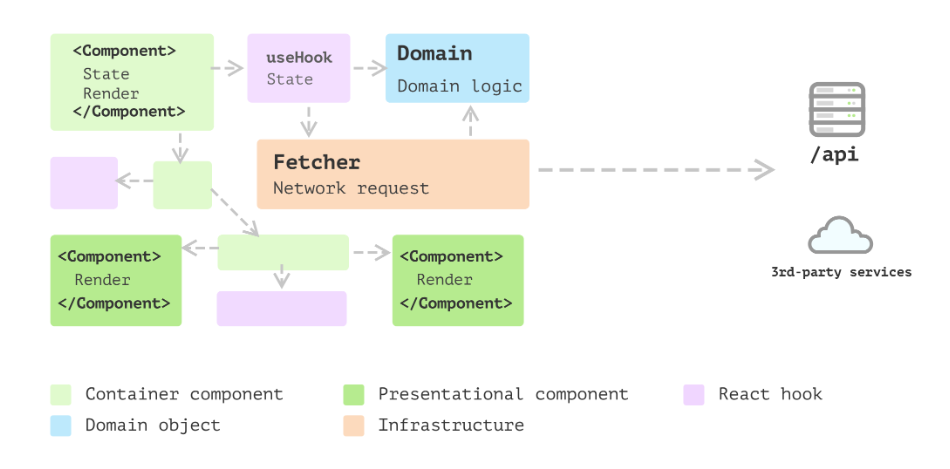 <Component>
State
Render
</Component>
useHook
State
Domain
Domain logic
Fetcher
Network request
/api
3rd-party services
<Component>
Render
</Component>
<Component>
Render
</Component>
Container component
Presentational component
React hook
Domain object
Infrastructure